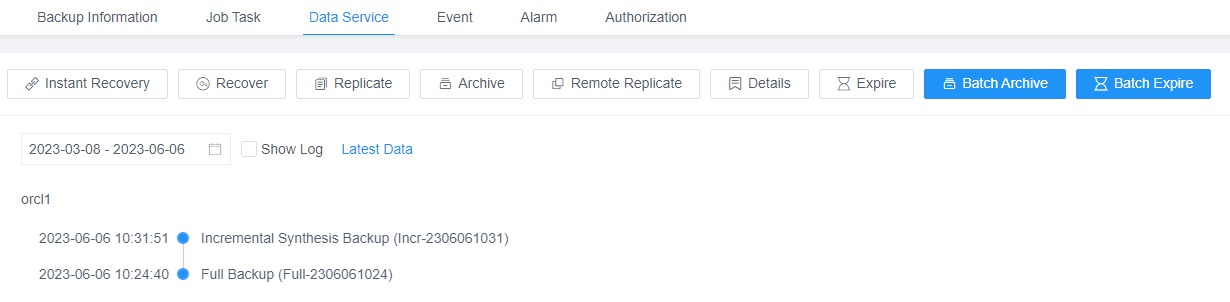 Backup Information Job Task Data Service Event Alarm Authorization
Instant Recovery Recover Replicate Archive Remote Replicate Details Expire Batch Archive Batch Expire
2023-03-08 - 2023-06-06 Show Log Latest Data
orcl1
2023-06-06 10:31:51 Incremental Synthesis Backup (Incr-2306061031)
2023-06-06 10:24:40 Full Backup (Full-2306061024)